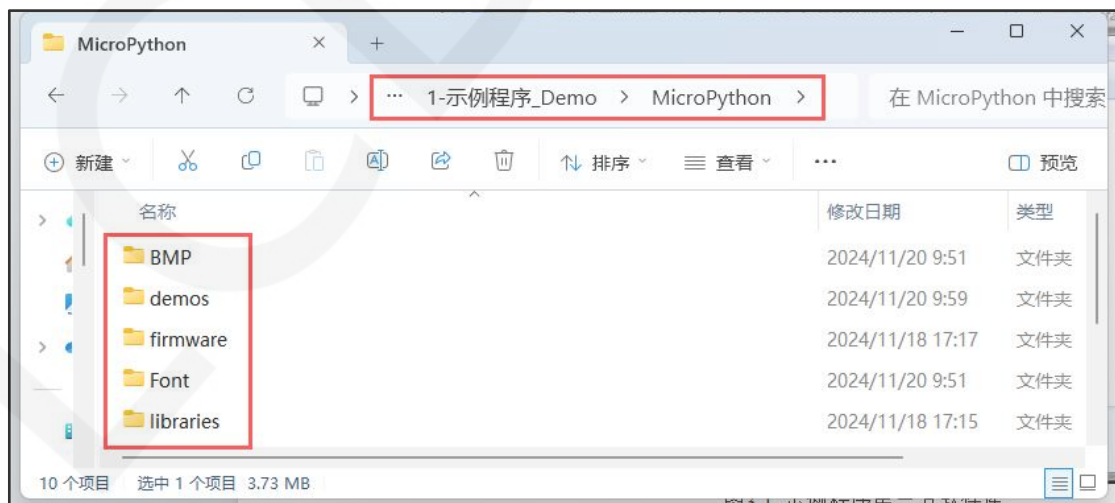 MicroPython
… 1-示例程序_Demo > MicroPython > 在 MicroPython 中搜索
新建 排序 查看 … 预览
名称 修改日期 类型
BMP 2024/11/20 9:51 文件夹
demos 2024/11/20 9:59 文件夹
firmware 2024/11/18 17:17 文件夹
Font 2024/11/20 9:51 文件夹
libraries 2024/11/18 17:15 文件夹
10 个项目 选中 1 个项目 3.73 MB